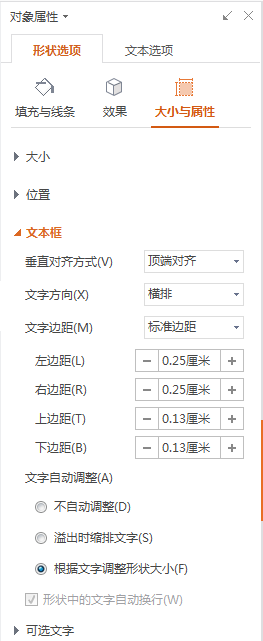 对象属性
形状选项 文本选项
填充与线条 效果 大小与属性
大小
位置
文本框
垂直对齐方式(V) 顶端对齐
文字方向(X) 横排
文字边距(M) 标准边距
左边距(L) 0.25厘米
右边距(R) 0.25厘米
上边距(T) 0.13厘米
下边距(B) 0.13厘米
文字自动调整(A)
不自动调整(D)
溢出时缩排文字(S)
根据文字调整形状大小(F)
形状中的文字自动换行(W)
可选文字